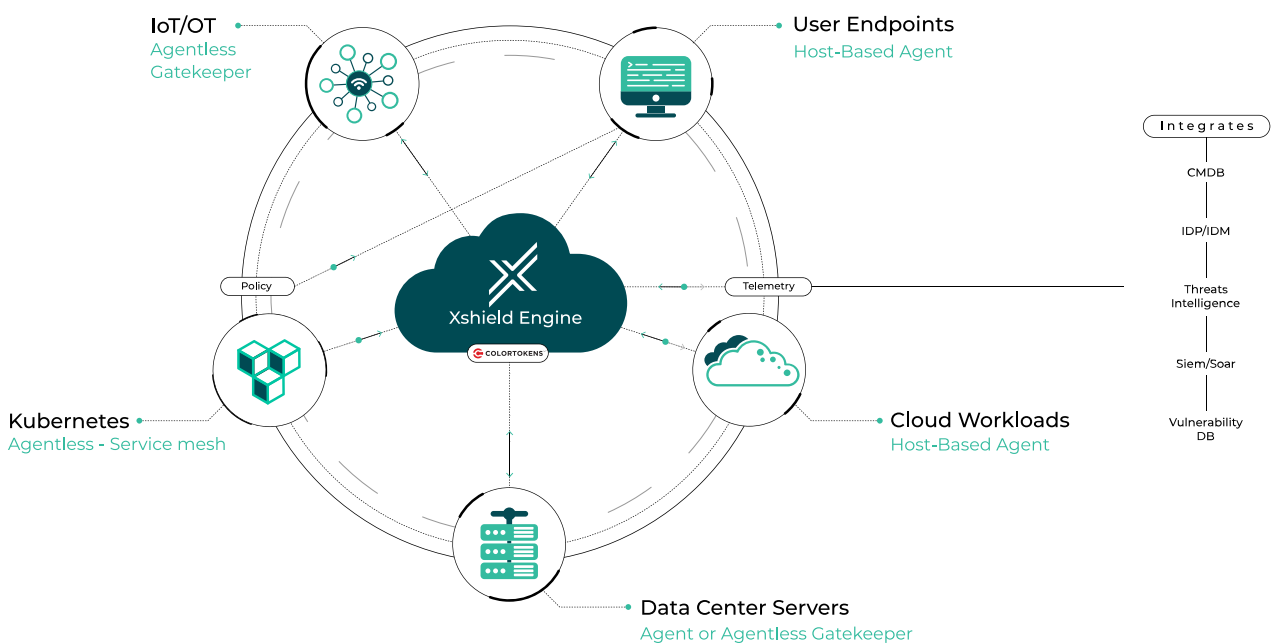 IoT/OT
Agentless
Gatekeeper
User Endpoints
Host-Based Agent
Integrates
CMDB
IDP/IDM
Threats
Intelligence
Siem/Soar
Vulnerability
DB
Policy
Telemetry
Xshield Engine
COLORTOKENS
Kubernetes
Agentless - Service mesh
Cloud Workloads
Host-Based Agent
Data Center Servers
Agent or Agentless Gatekeeper